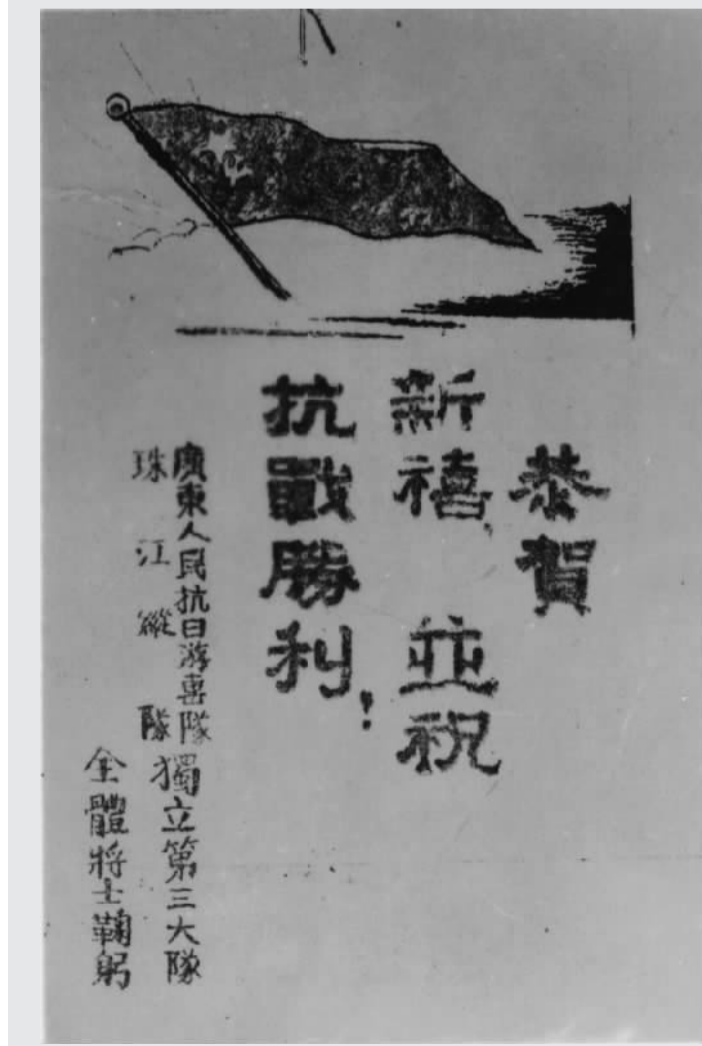 恭賀
新禧，並祝
抗戰勝利！
廣東人民抗日游擊隊
珠江縱隊
獨立第三大隊
全體將士鞠躬